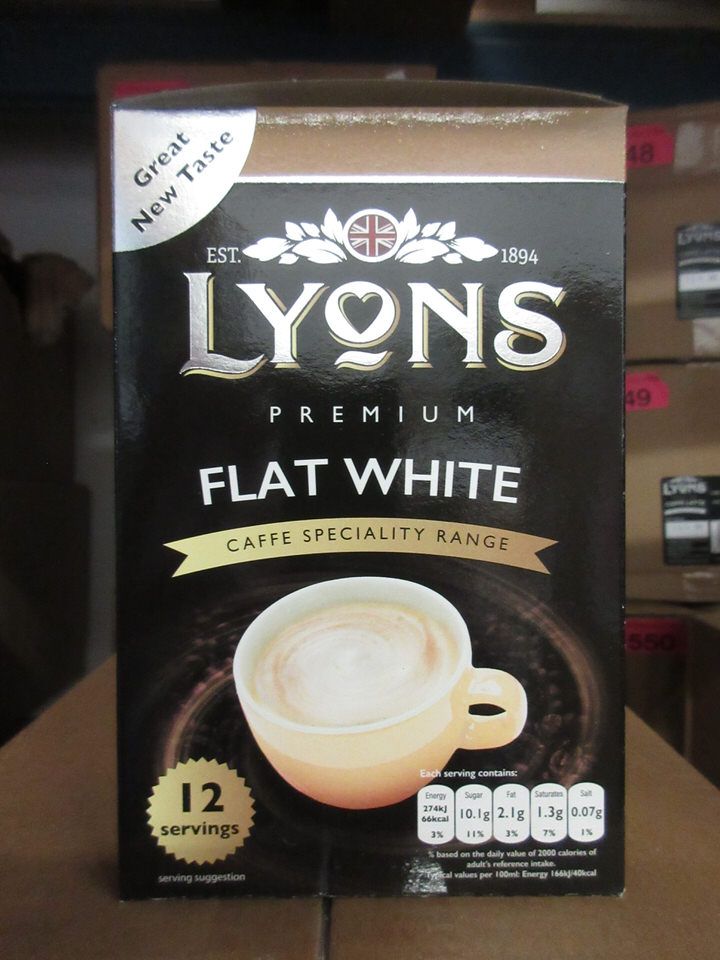 Great
New Taste
EST. 1894
LYONS
PREMIUM
FLAT WHITE
CAFFE SPECIALITY RANGE
12
servings
serving suggestion
Each serving contains:
Energy Sugar Fat Saturates Salt
274kJ
66kcal 10.1g 2.1g 1.3g 0.07g
3% 11% 3% 7% 1%
% based on the daily value of 2000 calories of
adult's reference intake.
Typical values per 100ml: Energy 166kJ/40kcal
48
49
550
LYONS